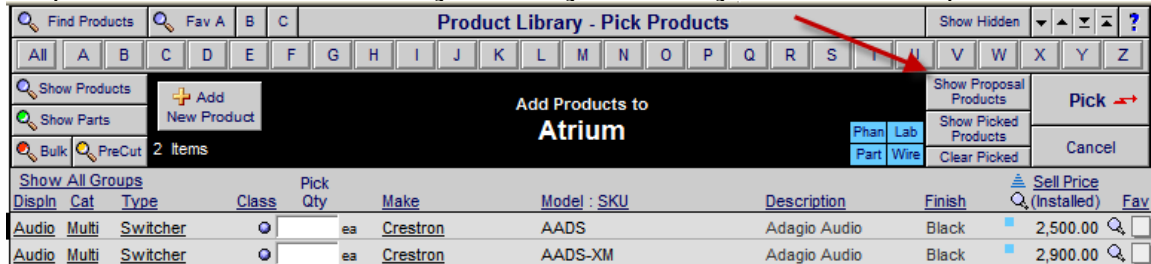 Find Products Fav A B C Product Library - Pick Products Show Hidden ?
All A B C D E F G H I J K L M N O P Q R S T U V W X Y Z
Show Products
Show Parts
Bulk PreCut
Add
New Product
2 Items
Add Products to
Atrium
Phan Lab
Part Wire
Show Proposal
Products
Show Picked
Products
Clear Picked
Pick
Cancel
Show All Groups Pick Sell Price
Displn Cat Type Class Qty Make Model : SKU Description Finish (Installed) Fav
Audio Multi Switcher ea Crestron AADS Adagio Audio Black 2,500.00
Audio Multi Switcher ea Crestron AADS-XM Adagio Audio Black 2,900.00